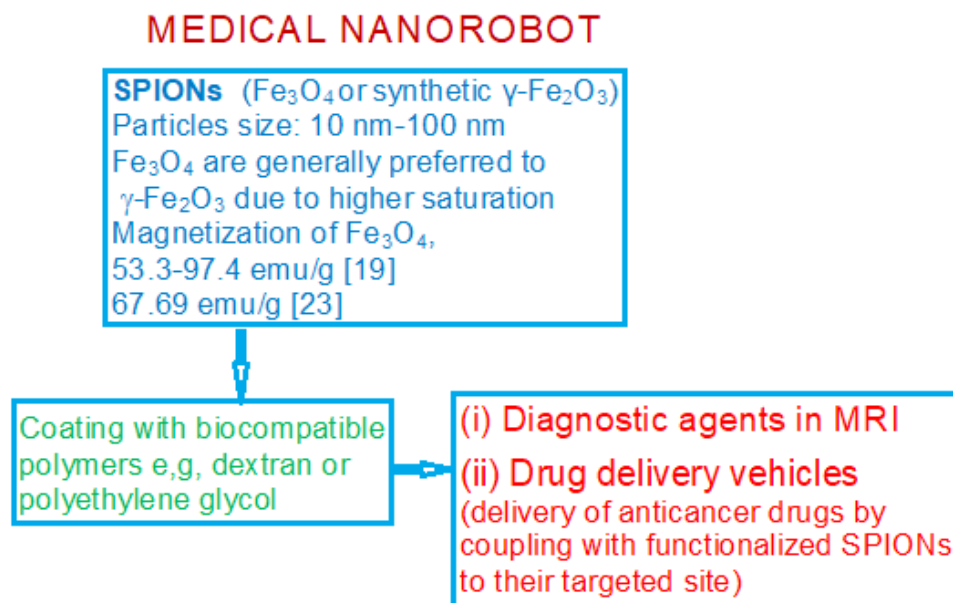 MEDICAL NANOROBOT
SPIONs (Fe₃O₄ or synthetic γ-Fe₂O₃)
Particles size: 10 nm-100 nm
Fe₃O₄ are generally preferred to
γ-Fe₂O₃ due to higher saturation
Magnetization of Fe₃O₄,
53.3-97.4 emu/g [19]
67.69 emu/g [23]
Coating with biocompatible
polymers e,g, dextran or
polyethylene glycol
(i) Diagnostic agents in MRI
(ii) Drug delivery vehicles
(delivery of anticancer drugs by
coupling with functionalized SPIONs
to their targeted site)